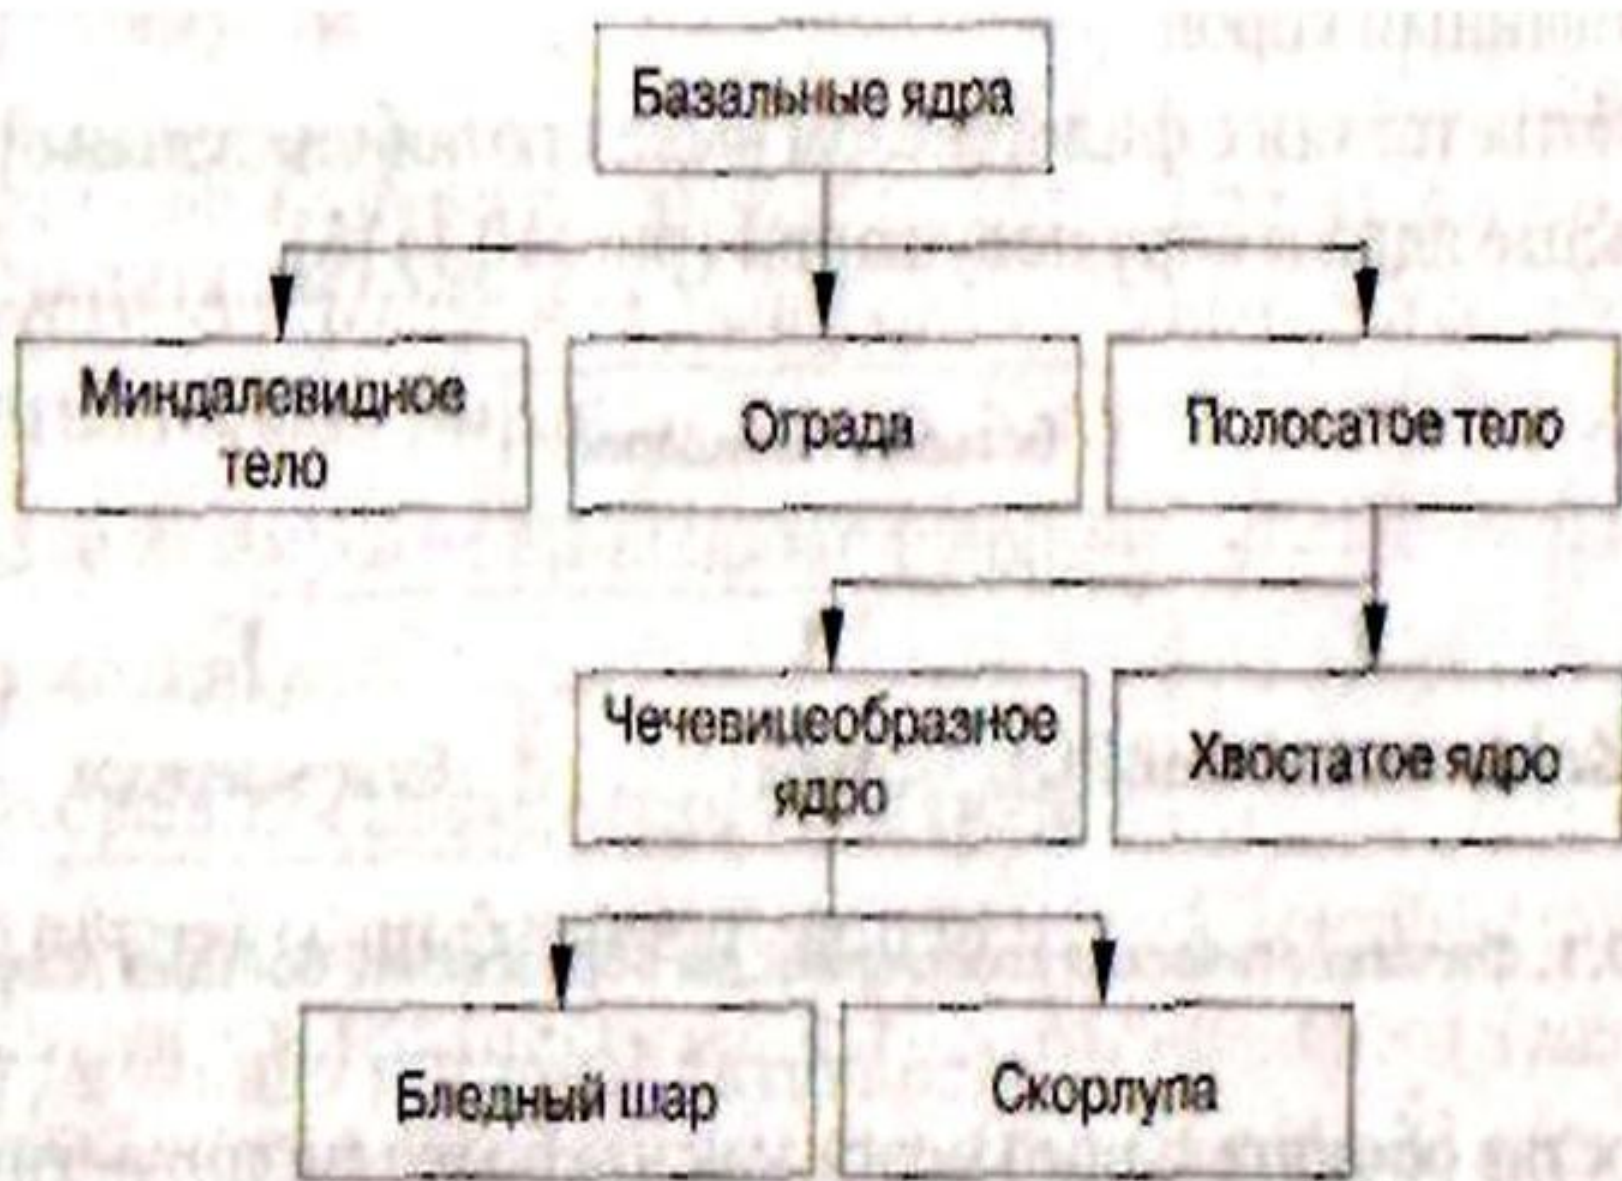 Базальные ядра
Миндалевидное
тело
Ограда
Полосатое тело
Чечевицеобразное
ядро
Хвостатое ядро
Бледный шар
Скорлупа